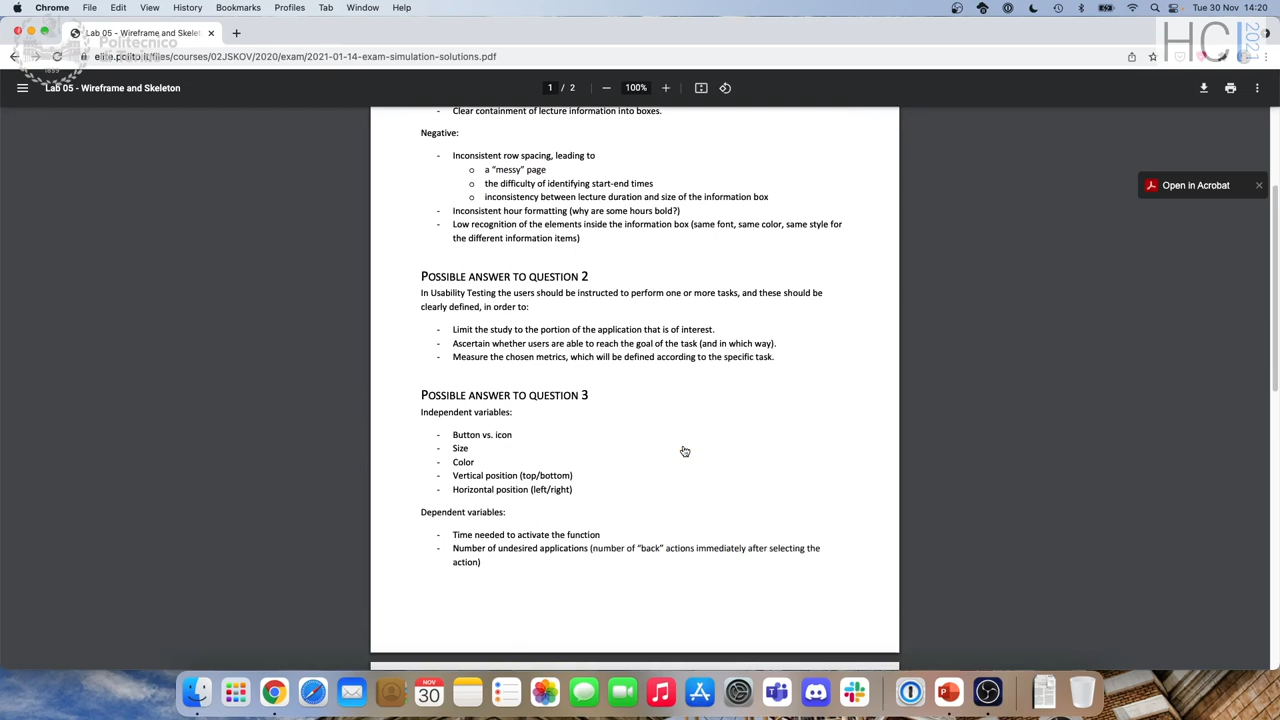 Chrome File Edit View History Bookmarks Profiles Tab Window Help Tue 30 Nov 14:20
Lab 05 - Wireframe and Skelet
Politecnico
1859
HCI 2021
elite.polito.it/files/courses/02JSKOV/2020/exam/2021-01-14-exam-simulation-solutions.pdf
Lab 05 - Wireframe and Skeleton 1 / 2 100%
- Clear containment of lecture information into boxes.
Negative:
- Inconsistent row spacing, leading to
o a “messy” page
o the difficulty of identifying start-end times
o inconsistency between lecture duration and size of the information box
- Inconsistent hour formatting (why are some hours bold?)
- Low recognition of the elements inside the information box (same font, same color, same style for
the different information items)
Open in Acrobat
POSSIBLE ANSWER TO QUESTION 2
In Usability Testing the users should be instructed to perform one or more tasks, and these should be
clearly defined, in order to:
- Limit the study to the portion of the application that is of interest.
- Ascertain whether users are able to reach the goal of the task (and in which way).
- Measure the chosen metrics, which will be defined according to the specific task.
POSSIBLE ANSWER TO QUESTION 3
Independent variables:
- Button vs. icon
- Size
- Color
- Vertical position (top/bottom)
- Horizontal position (left/right)
Dependent variables:
- Time needed to activate the function
- Number of undesired applications (number of “back” actions immediately after selecting the
action)
NOV
30